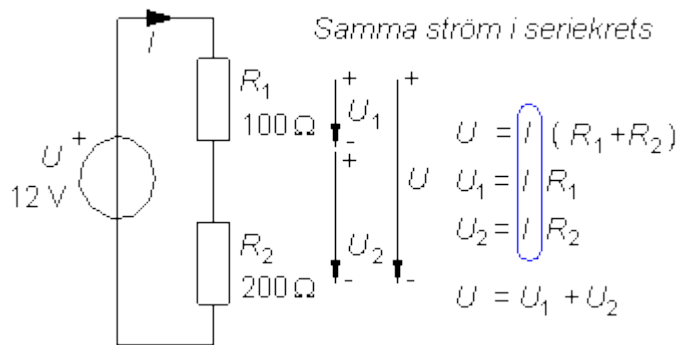 Samma ström i seriekrets
I
R1
100 Ω
R2
200 Ω
U +
12 V
+
U1
-
+
U2
-
+
U
-
U = I ( R1+R2)
U1 = I R1
U2 = I R2
U = U1 + U2